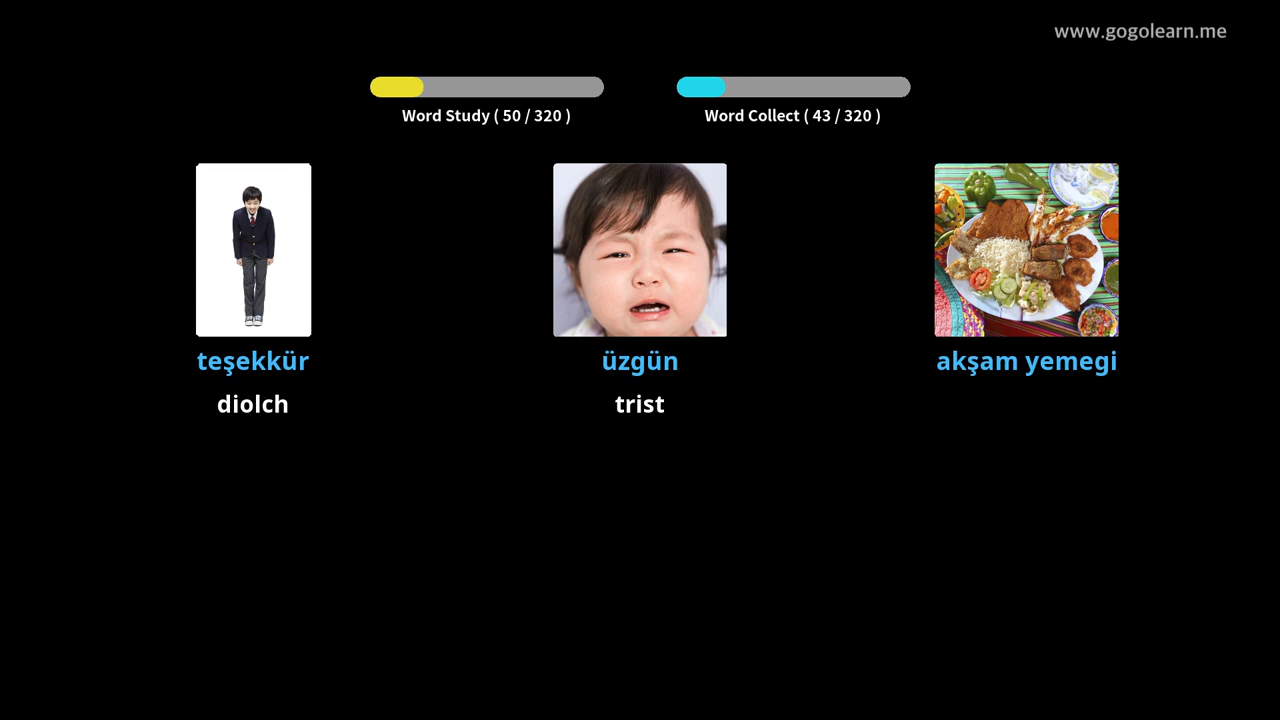 www.gogolearn.me
Word Study ( 50 / 320 )
Word Collect ( 43 / 320 )
teşekkür
diolch
üzgün
trist
akşam yemegi